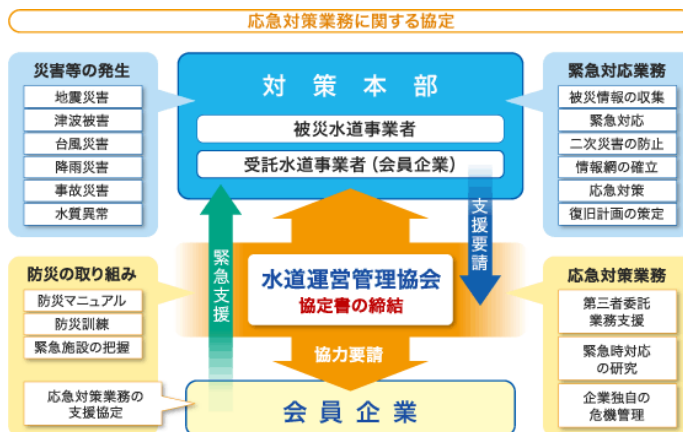 応急対策業務に関する協定
災害等の発生
地震災害
津波被害
台風災害
降雨災害
事故災害
水質異常
対策本部
被災水道事業者
受託水道事業者(会員企業)
緊急対応業務
被災情報の収集
緊急対応
二次災害の防止
情報網の確立
応急対策
復旧計画の策定
緊急支援
支援要請
水道運営管理協会
協定書の締結
協力要請
防災の取り組み
防災マニュアル
防災訓練
緊急施設の把握
応急対策業務の
支援協定
会員企業
応急対策業務
第三者委託
業務支援
緊急時対応
の研究
企業独自の
危機管理